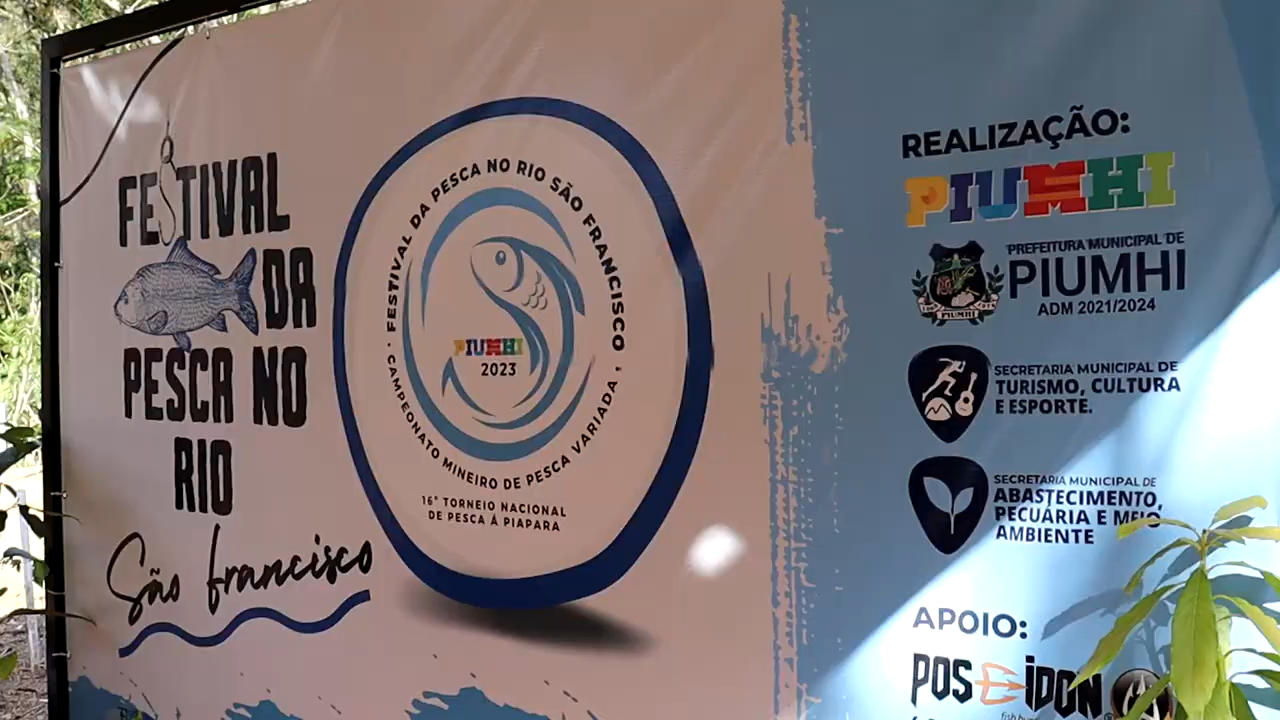 FESTIVAL
DA
PESCA NO
RIO
São francisco
FESTIVAL DA PESCA NO RIO SÃO FRANCISCO ,
CAMPEONATO MINEIRO DE PESCA VARIADA .
PIUMHI
2023
16° TORNEIO NACIONAL
DE PESCA Á PIAPARA
REALIZAÇÃO:
PIUMHI
PIUMHI
PREFEITURA MUNICIPAL DE
PIUMHI
ADM 2021/2024
SECRETARIA MUNICIPAL DE
TURISMO, CULTURA
E ESPORTE.
SECRETARIA MUNICIPAL DE
ABASTECIMENTO,
PECUÁRIA E MEIO
AMBIENTE
APOIO:
POSEIDON